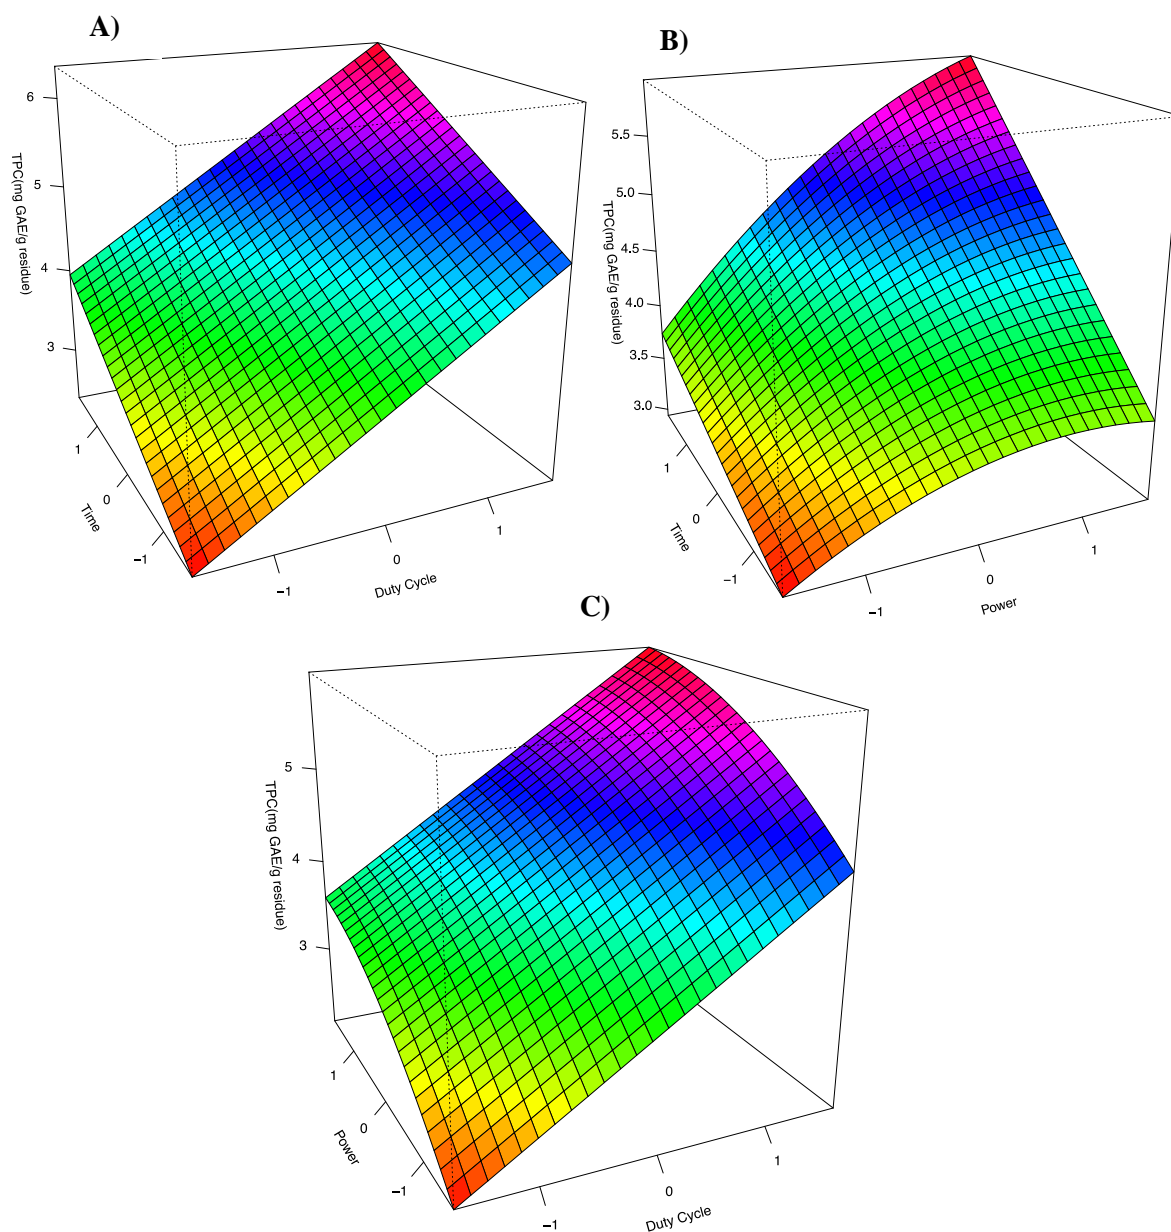 A)
6
5
4
3
TPC(mg GAE/g residue)
1
0
−1
Time
−1
0
1
Duty Cycle
B)
5.5
5.0
4.5
4.0
3.5
3.0
TPC(mg GAE/g residue)
1
0
−1
Time
−1
0
1
Power
C)
5
4
3
TPC(mg GAE/g residue)
1
0
−1
Power
−1
0
1
Duty Cycle